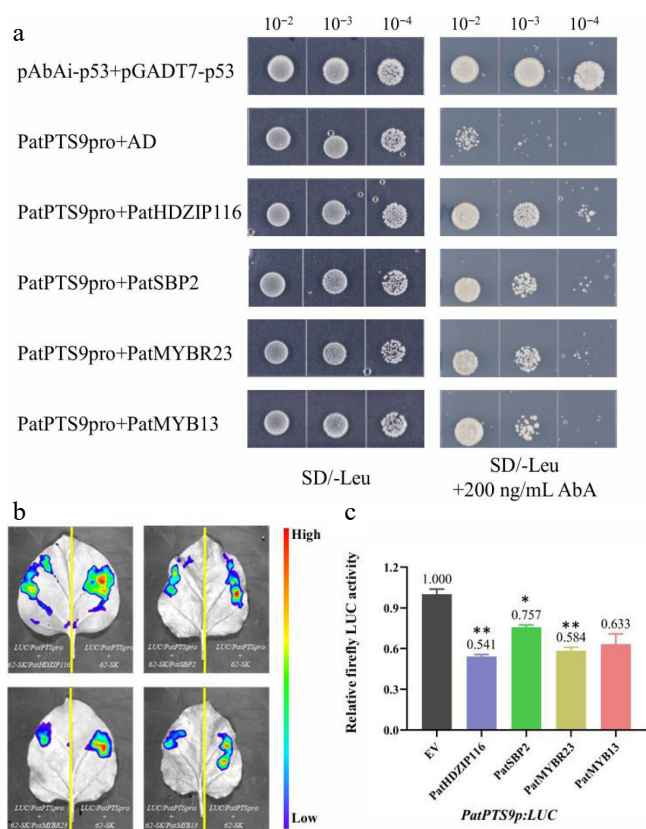 a
10⁻² 10⁻³ 10⁻⁴ 10⁻² 10⁻³ 10⁻⁴
pAbAi-p53+pGADT7-p53
PatPTS9pro+AD
PatPTS9pro+PatHDZIP116
PatPTS9pro+PatSBP2
PatPTS9pro+PatMYBR23
PatPTS9pro+PatMYB13
SD/-Leu
SD/-Leu
+200 ng/mL AbA
b
High
Low
LUC/PatPTSpro
+
62-SK/PatHDZIP116
LUC/PatPTSpro
+
62-SK
LUC/PatPTSpro
+
62-SK/PatSBP2
LUC/PatPTSpro
+
62-SK
LUC/PatPTSpro
+
62-SK/PatMYBR23
LUC/PatPTSpro
+
62-SK
LUC/PatPTSpro
+
62-SK/PatMYB13
LUC/PatPTSpro
+
62-SK
c
Relative firefly LUC activity
1.2
0.9
0.6
0.3
0.0
1.000
**
0.541
*
0.757
**
0.584
0.633
EV
PatHDZIP116
PatSBP2
PatMYBR23
PatMYB13
PatPTS9p:LUC